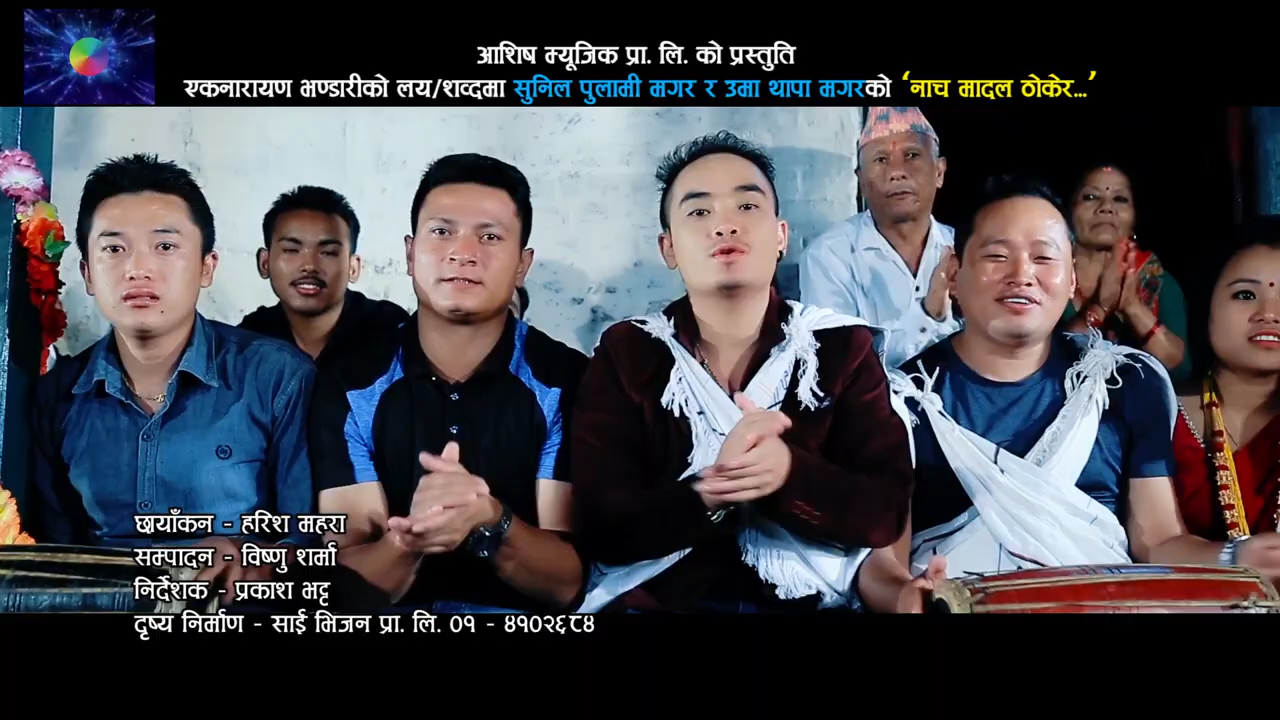 आशिष म्यूजिक प्रा. लि. को प्रस्तुति
एकनारायण भण्डारीको लय/शव्दमा सुनिल पुलामी मगर र उमा थापा मगरको ‘नाच मादल ठोकेर...’
छायाँकन - हरिश महरा
सम्पादन - विष्णु शर्मा
निर्देशक - प्रकाश भट्ट
दृष्य निर्माण - साई भिजन प्रा. लि. ०१ - ४१०२६८४